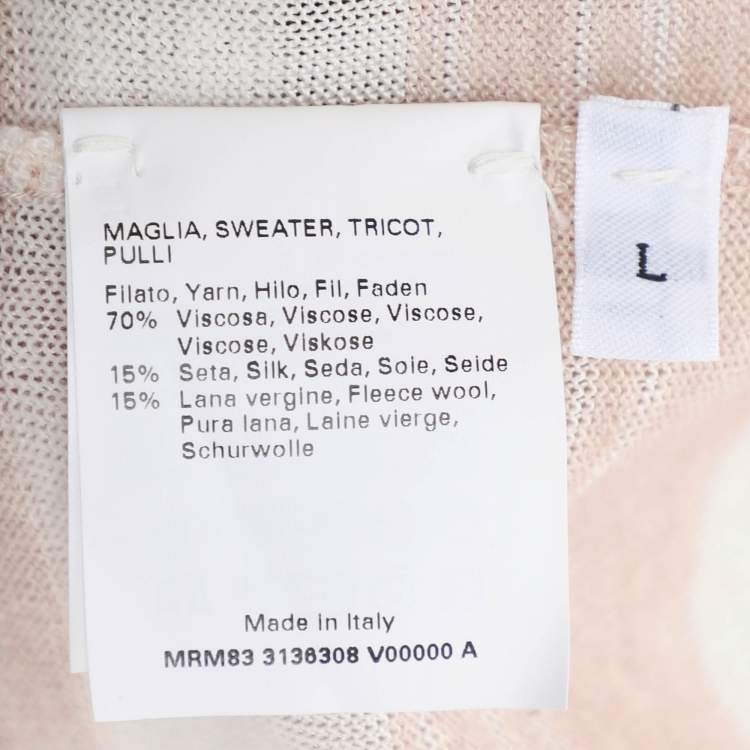 MAGLIA, SWEATER, TRICOT,
PULLI
Filato, Yarn, Hilo, Fil, Faden
70% Viscosa, Viscose, Viscose,
Viscose, Viskose
15% Seta, Silk, Seda, Soie, Seide
15% Lana vergine, Fleece wool,
Pura lana, Laine vierge,
Schurwolle
Made in Italy
MRM83 3136308 V00000 A
L